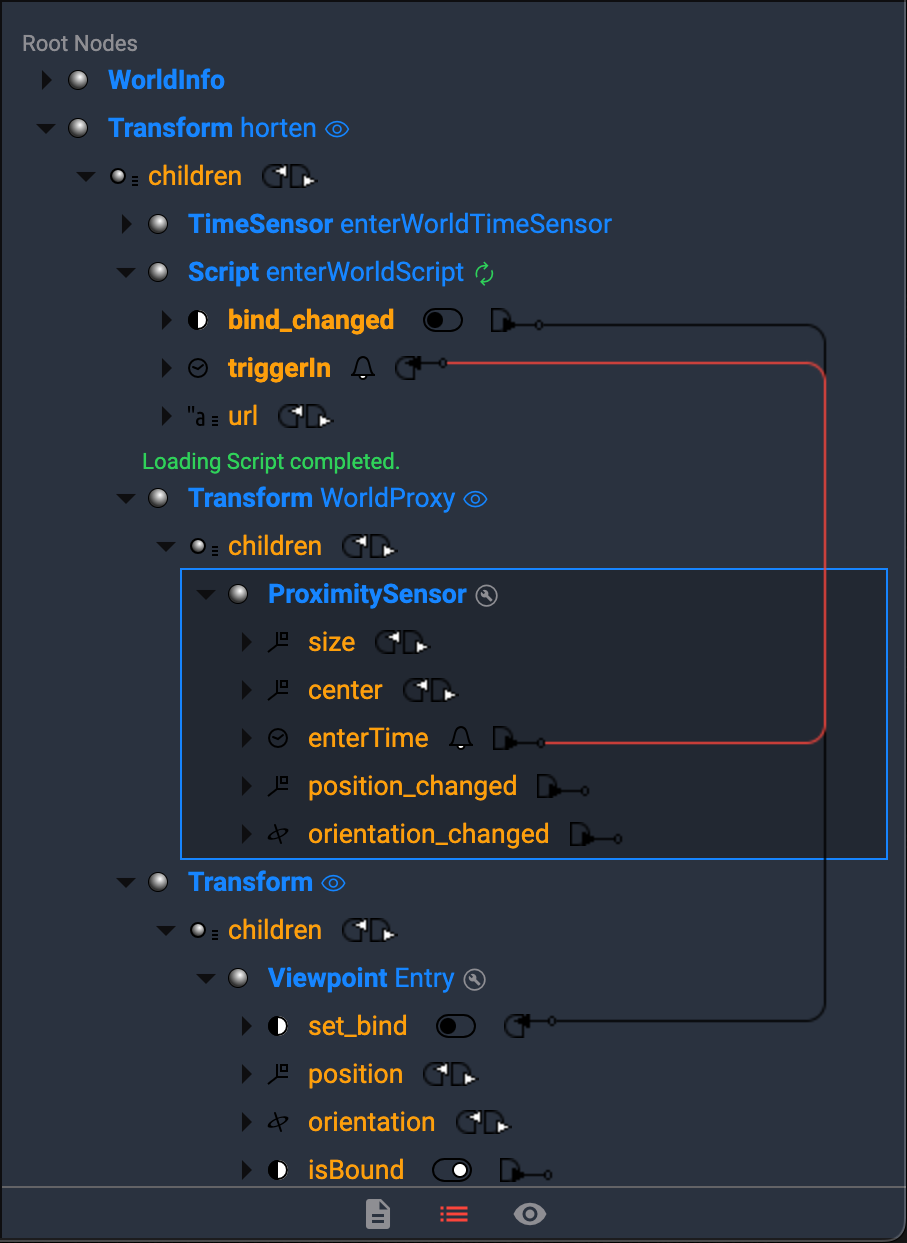 Root Nodes
WorldInfo
Transform horten
children
TimeSensor enterWorldTimeSensor
Script enterWorldScript
bind_changed
triggerIn
"a url
Loading Script completed.
Transform WorldProxy
children
ProximitySensor
size
center
enterTime
position_changed
orientation_changed
Transform
children
Viewpoint Entry
set_bind
position
orientation
isBound